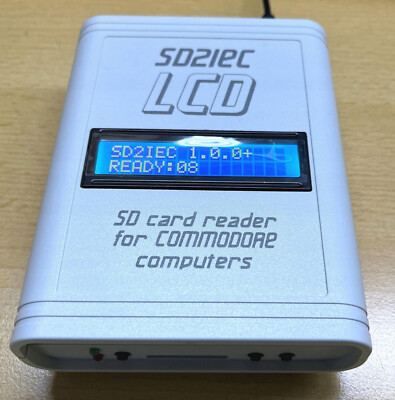 SD2IEC
LCD
SD2IEC 1.0.0+
READY:08
SD card reader
for COMMODORE
computers